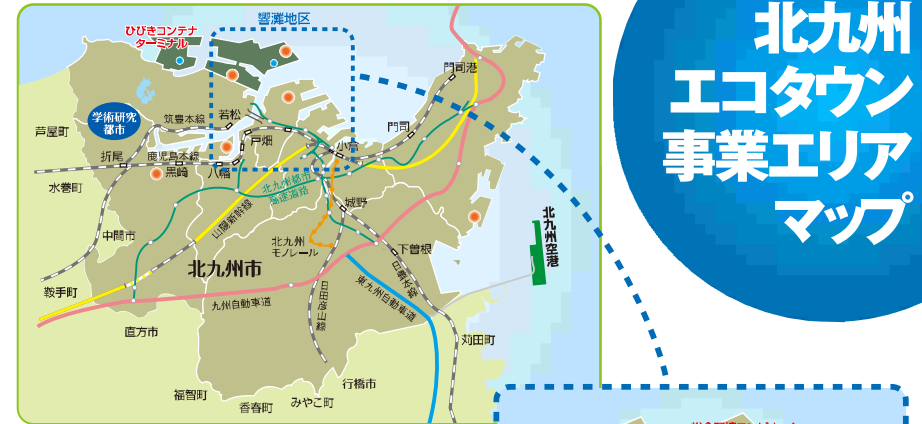 北九州
エコタウン
事業エリア
マップ
響灘地区
ひびきコンテナ
ターミナル
門司港
学術研究
都市
筑豊本線
若松
芦屋町
戸畑
門司
小倉
折尾
鹿児島本線
黒崎
八幡
水巻町
北九州都市
高速道路
山陽新幹線
城野
北九州空港
中間市
北九州
モノレール
下曽根
北九州市
日豊本線
鞍手町
九州自動車道
日田彦山線
東九州自動車道
直方市
苅田町
行橋市
福智町
みやこ町
香春町